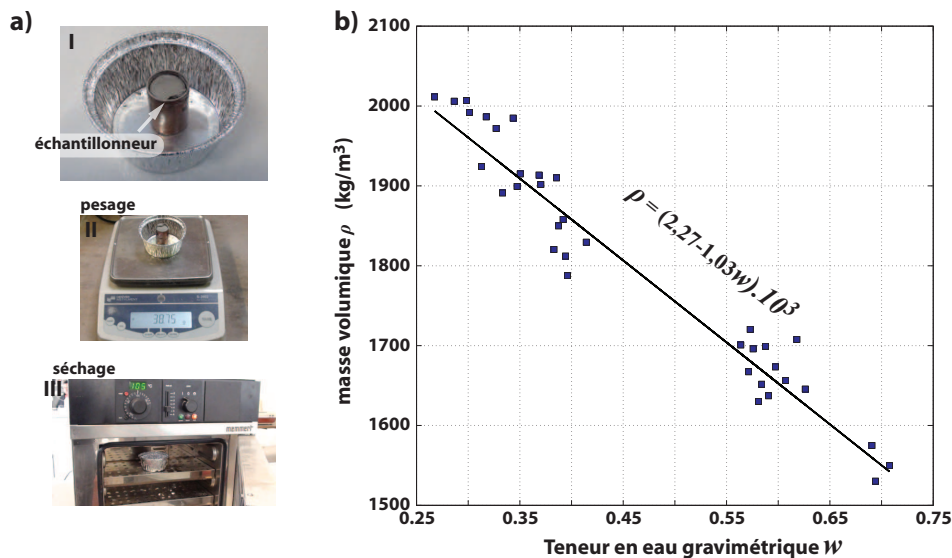 a)
I
échantillonneur
pesage
II
3875
séchage
III
105 °C
memmert
b)
2100
2000
1900
1800
1700
1600
1500
masse volumique ρ (kg/m³)
ρ = (2,27-1,03w).10³
0.25
0.35
0.45
0.55
0.65
0.75
Teneur en eau gravimétrique w